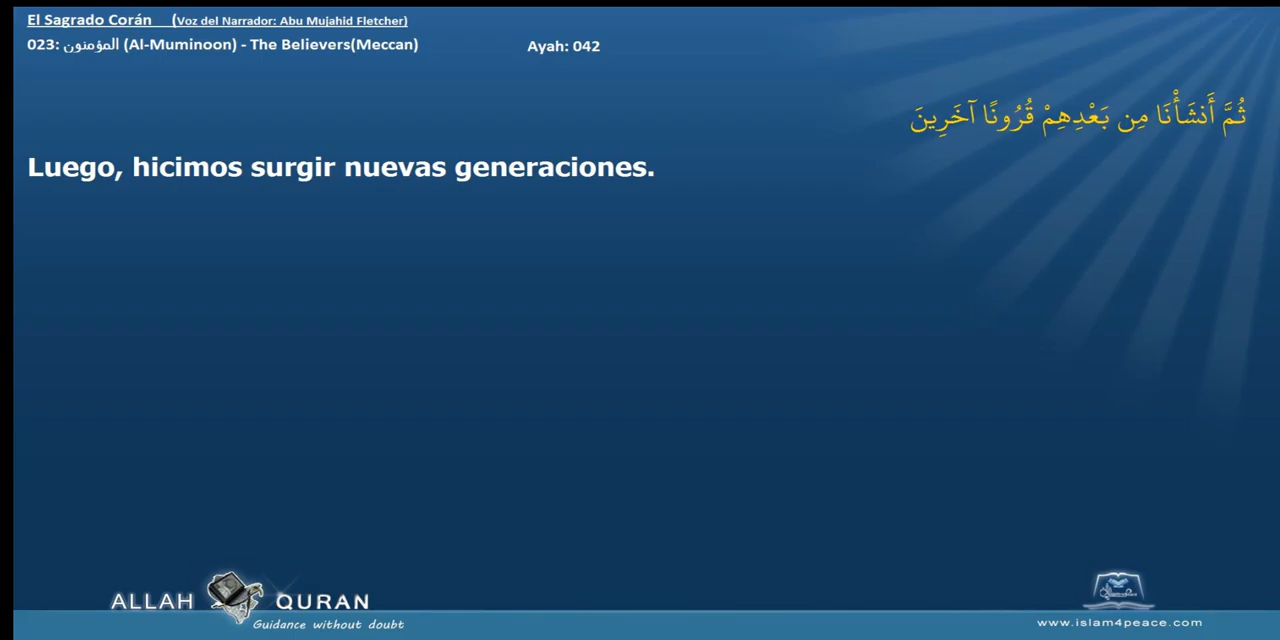 El Sagrado Corán (Voz del Narrador: Abu Mujahid Fletcher)
023: المؤمنون (Al-Muminoon) - The Believers(Meccan) Ayah: 042
ثُمَّ أَنشَأْنَا مِن بَعْدِهِمْ قُرُونًا آخَرِينَ
Luego, hicimos surgir nuevas generaciones.
ALLAH QURAN
Guidance without doubt
www.islam4peace.com